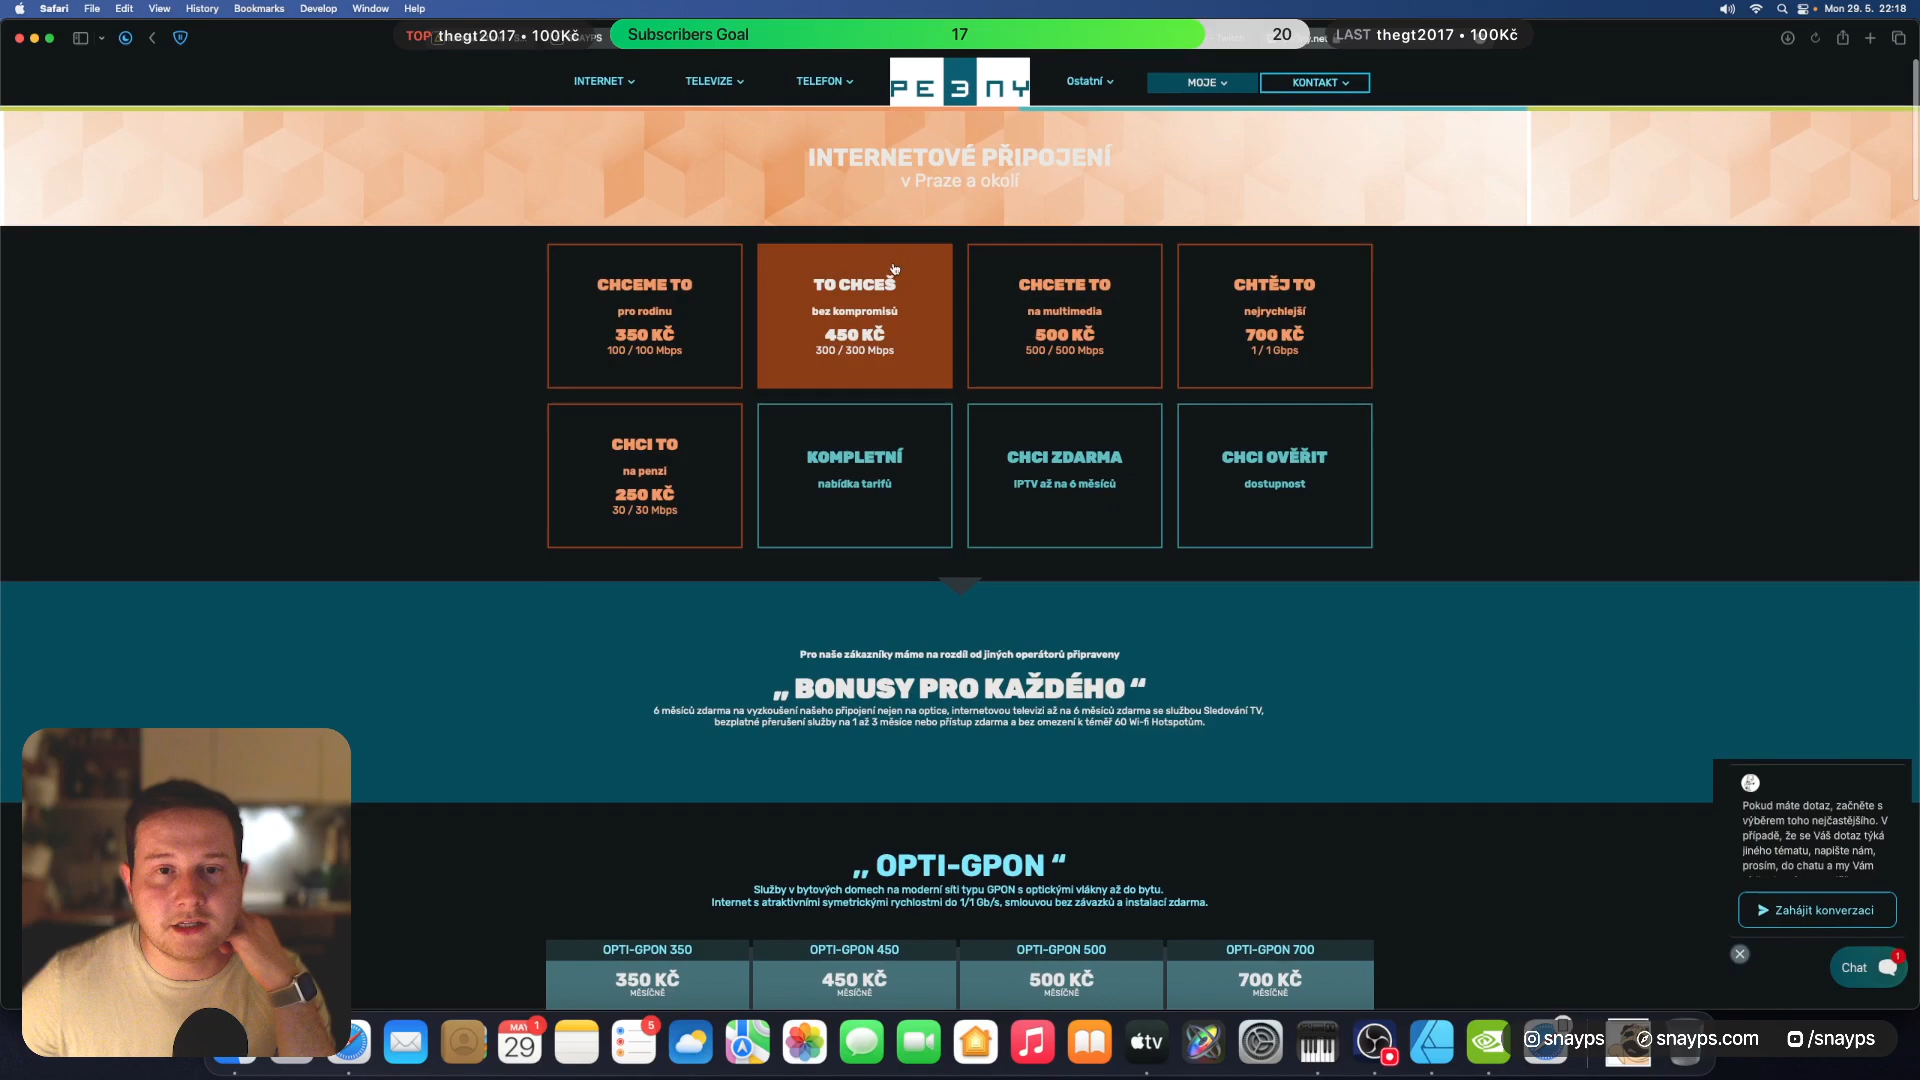 Safari File Edit View History Bookmarks Develop Window Help
Mon 29. 5. 22:18
TOP thegt2017 • 100Kč
Subscribers Goal 17 20
LAST thegt2017 • 100Kč
INTERNET TELEVIZE TELEFON
PE3NY
Ostatní MOJE KONTAKT
INTERNETOVÉ PŘIPOJENÍ
v Praze a okolí
CHCEME TO
pro rodinu
350 KČ
100 / 100 Mbps
TO CHCEŠ
bez kompromisů
450 KČ
300 / 300 Mbps
CHCETE TO
na multimedia
500 KČ
500 / 500 Mbps
CHTĚJ TO
nejrychlejší
700 KČ
1 / 1 Gbps
CHCI TO
na penzi
250 KČ
30 / 30 Mbps
KOMPLETNÍ
nabídka tarifů
CHCI ZDARMA
IPTV až na 6 měsíců
CHCI OVĚŘIT
dostupnost
Pro naše zákazníky máme na rozdíl od jiných operátorů připraveny
„ BONUSY PRO KAŽDÉHO “
6 měsíců zdarma na vyzkoušení našeho připojení nejen na optice, internetovou televizi až na 6 měsíců zdarma se službou Sledování TV,
bezplatné přerušení služby na 1 až 3 měsíce nebo přístup zdarma a bez omezení k téměř 60 Wi-fi Hotspotům.
„ OPTI-GPON “
Služby v bytových domech na moderní síti typu GPON s optickými vlákny až do bytu.
Internet s atraktivními symetrickými rychlostmi do 1/1 Gb/s, smlouvou bez závazků a instalací zdarma.
OPTI-GPON 350
350 KČ
MĚSÍČNĚ
OPTI-GPON 450
450 KČ
MĚSÍČNĚ
OPTI-GPON 500
500 KČ
MĚSÍČNĚ
OPTI-GPON 700
700 KČ
MĚSÍČNĚ
Pokud máte dotaz, začněte s
výběrem toho nejčastějšího. V
případě, že se Váš dotaz týká
jiného tématu, napište nám,
prosím, do chatu a my Vám
Zahájit konverzaci
Chat 1
MAY 1
29
5
tv
snayps
snayps.com
/snayps